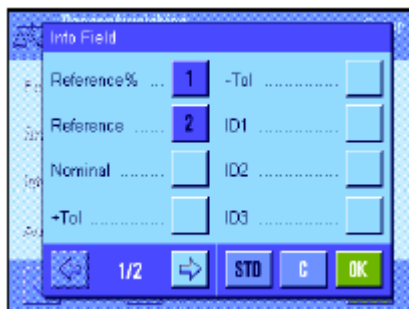 Info Field
Reference% ... 1
-Tol ...............
Reference ...... 2
ID1 ................
Nominal .........
ID2 ................
+Tol ...............
ID3 ................
1/2
STD
C
OK